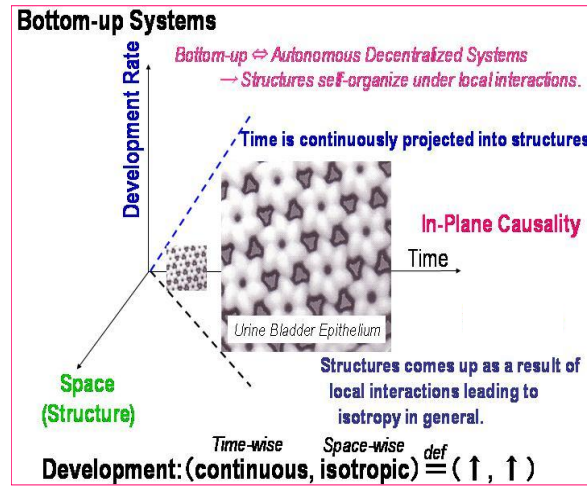 Bottom-up Systems
Development Rate
Bottom-up ⇔ Autonomous Decentralized Systems
→ Structures self-organize under local interactions.
Time is continuously projected into structures
In-Plane Causality
Time
Urine Bladder Epithelium
Space
(Structure)
Structures comes up as a result of
local interactions leading to
isotropy in general.
Time-wise Space-wise
Development: (continuous, isotropic) def= (↑, ↑)